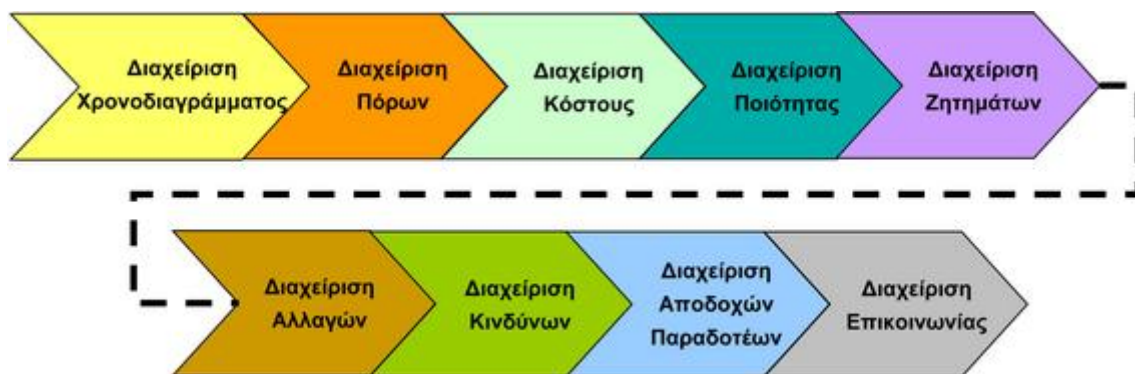 Διαχείριση
Χρονοδιαγράμματος
Διαχείριση
Πόρων
Διαχείριση
Κόστους
Διαχείριση
Ποιότητας
Διαχείριση
Ζητημάτων
Διαχείριση
Αλλαγών
Διαχείριση
Κινδύνων
Διαχείριση
Αποδοχών
Παραδοτέων
Διαχείριση
Επικοινωνίας